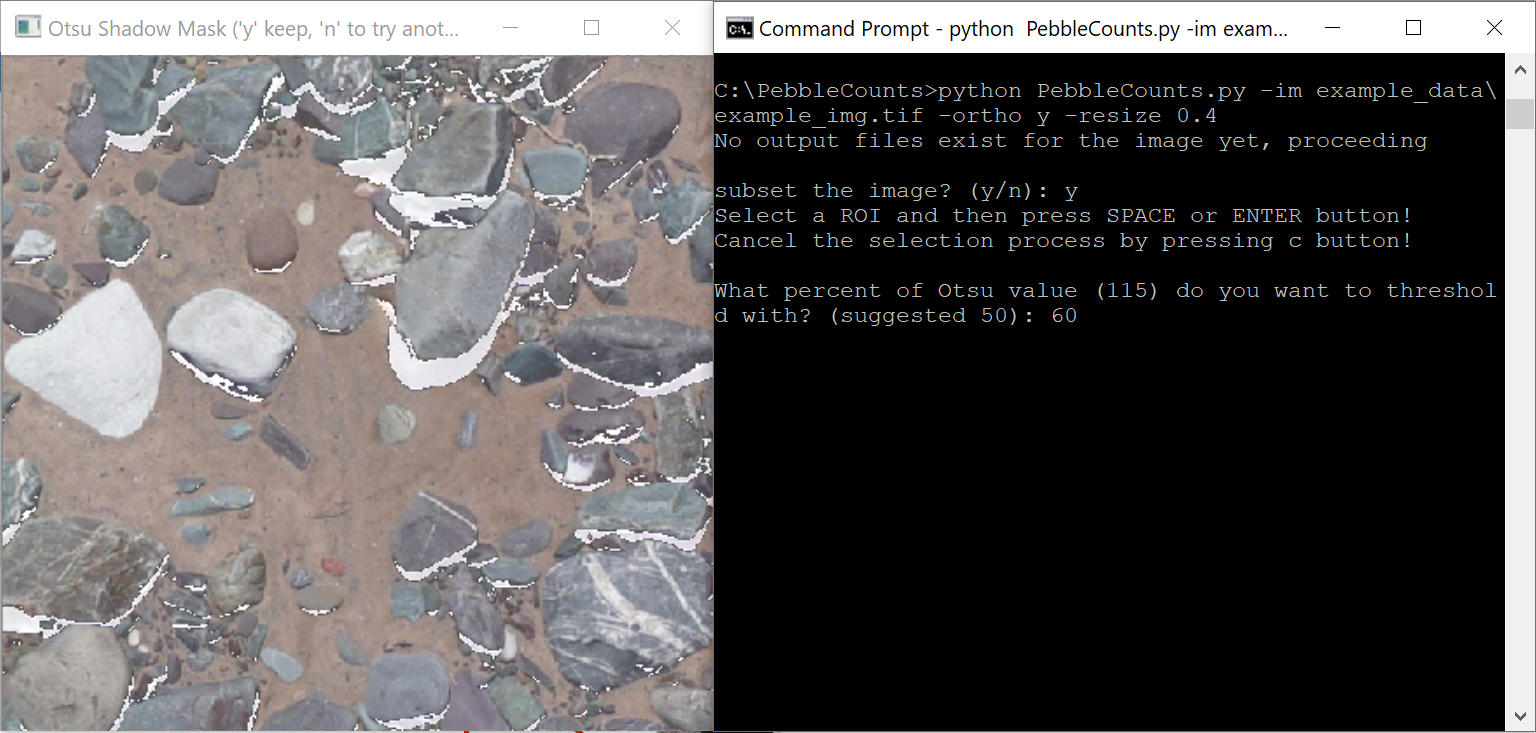 Otsu Shadow Mask ('y' keep, 'n' to try anot...
Command Prompt - python  PebbleCounts.py -im exam...
C:\PebbleCounts>python PebbleCounts.py -im example_data\
example_img.tif -ortho y -resize 0.4
No output files exist for the image yet, proceeding
subset the image? (y/n): y
Select a ROI and then press SPACE or ENTER button!
Cancel the selection process by pressing c button!
What percent of Otsu value (115) do you want to threshol
d with? (suggested 50): 60